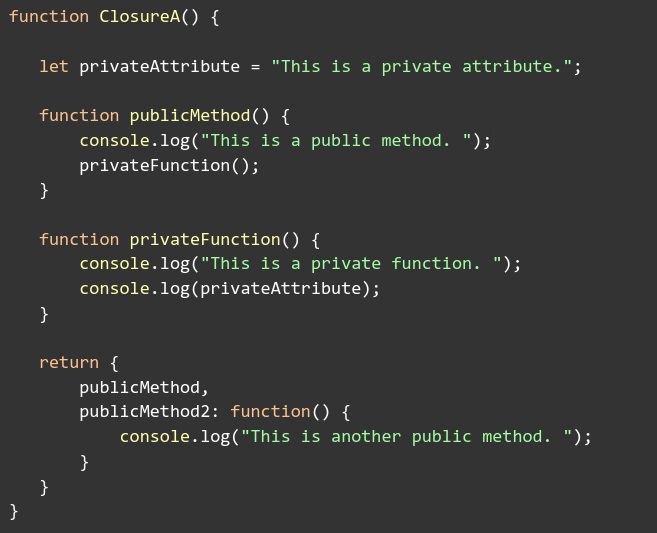 function ClosureA() {
let privateAttribute = "This is a private attribute.";
function publicMethod() {
console.log("This is a public method. ");
privateFunction();
}
function privateFunction() {
console.log("This is a private function. ");
console.log(privateAttribute);
}
return {
publicMethod,
publicMethod2: function() {
console.log("This is another public method. ");
}
}
}